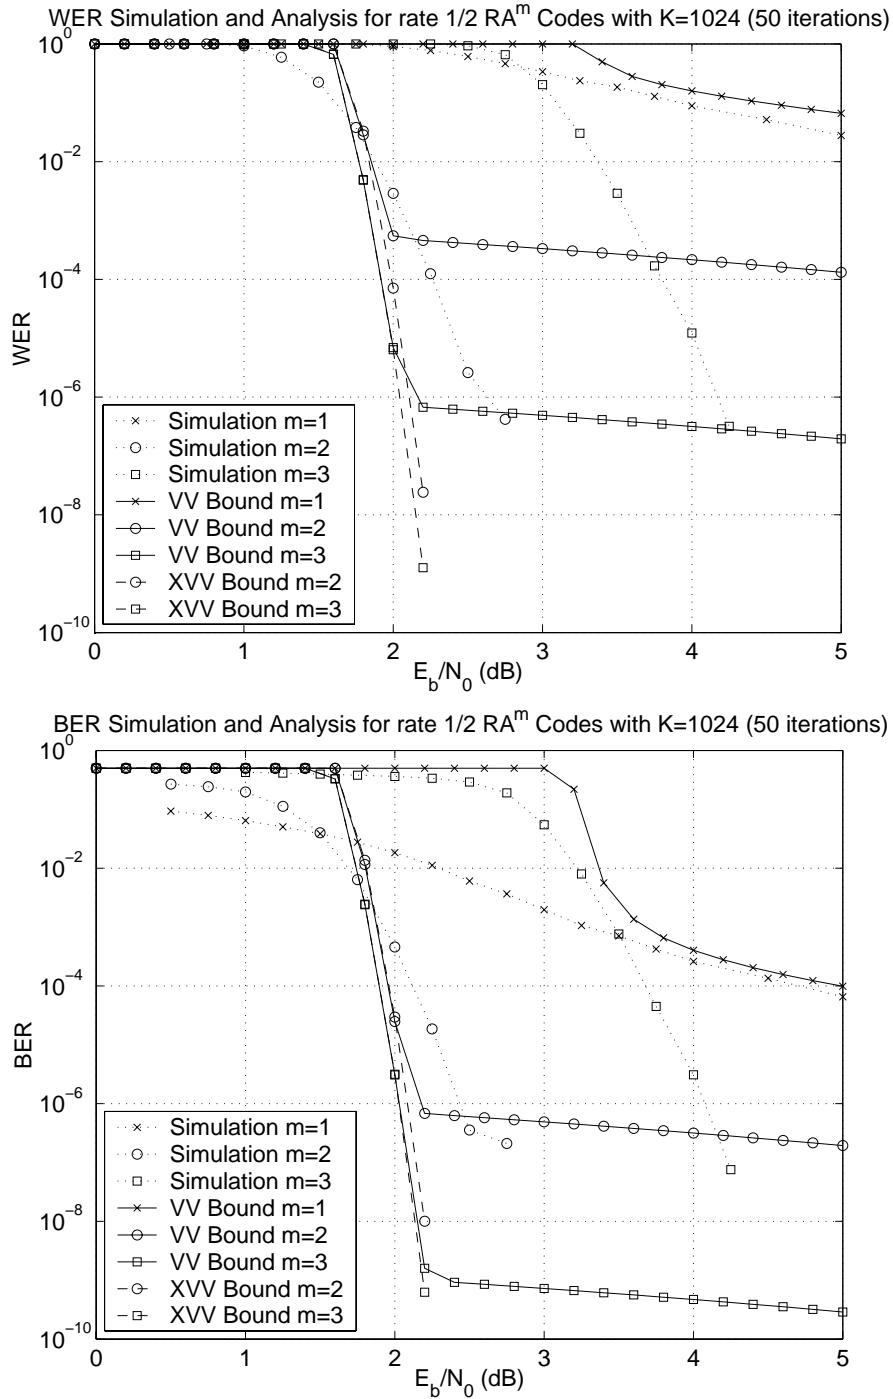 WER Simulation and Analysis for rate 1/2 RA^m Codes with K=1024 (50 iterations)
10^0
10^-2
10^-4
10^-6
10^-8
10^-10
WER
Simulation m=1
Simulation m=2
Simulation m=3
VV Bound m=1
VV Bound m=2
VV Bound m=3
XVV Bound m=2
XVV Bound m=3
0 1 2 3 4 5
E_b/N_0 (dB)
BER Simulation and Analysis for rate 1/2 RA^m Codes with K=1024 (50 iterations)
10^0
10^-2
10^-4
10^-6
10^-8
10^-10
BER
Simulation m=1
Simulation m=2
Simulation m=3
VV Bound m=1
VV Bound m=2
VV Bound m=3
XVV Bound m=2
XVV Bound m=3
0 1 2 3 4 5
E_b/N_0 (dB)